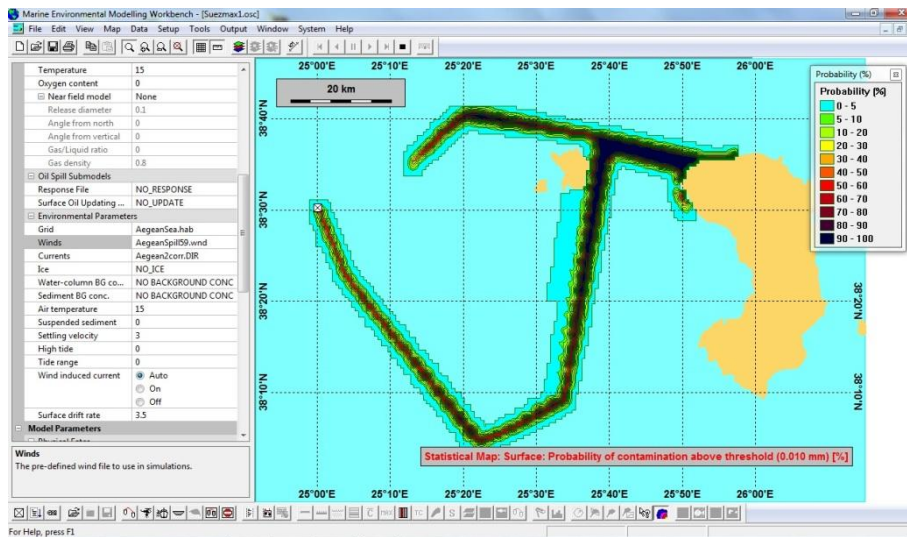 Marine Environmental Modelling Workbench - [Suezmax1.osc]
File Edit View Map Data Setup Tools Output Window System Help
Temperature 15
Oxygen content 0
Near field model None
Release diameter 0.1
Angle from north 0
Angle from vertical 0
Gas/Liquid ratio 0
Gas density 0.8
Oil Spill Submodels
Response File NO_RESPONSE
Surface Oil Updating ... NO_UPDATE
Environmental Parameters
Grid AegeanSea.hab
Winds AegeanSpill59.wnd
Currents Aegean2corr.DIR
Ice NO_ICE
Water-column BG co... NO BACKGROUND CONC
Sediment BG conc. NO BACKGROUND CONC
Air temperature 15
Suspended sediment 0
Settling velocity 3
High tide 0
Tide range 0
Wind induced current Auto
On
Off
Surface drift rate 3.5
Model Parameters
Winds
The pre-defined wind file to use in simulations.
25°00'E 25°10'E 25°20'E 25°30'E 25°40'E 25°50'E 26°00'E
20 km
38°40'N
38°30'N
38°20'N
38°10'N
38°20'N
38°10'N
Probability (%)
Probability [%]
0 - 5
5 - 10
10 - 20
20 - 30
30 - 40
40 - 50
50 - 60
60 - 70
70 - 80
80 - 90
90 - 100
Statistical Map: Surface: Probability of contamination above threshold (0.010 mm) [%]
25°00'E 25°10'E 25°20'E 25°30'E 25°40'E 25°50'E 26°00'E
For Help, press F1